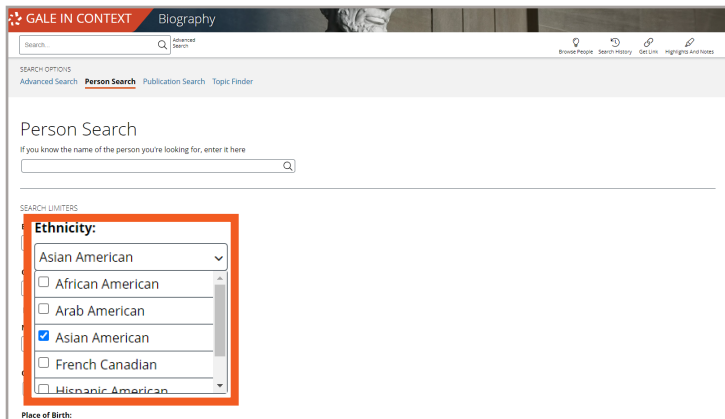 GALE IN CONTEXT Biography
Search...
Advanced
Search
Browse People Search History Get Link Highlights And Notes
SEARCH OPTIONS
Advanced Search Person Search Publication Search Topic Finder
Person Search
If you know the name of the person you're looking for, enter it here
SEARCH LIMITERS
Ethnicity:
Asian American
African American
Arab American
Asian American
French Canadian
Hispanic American
Place of Birth: